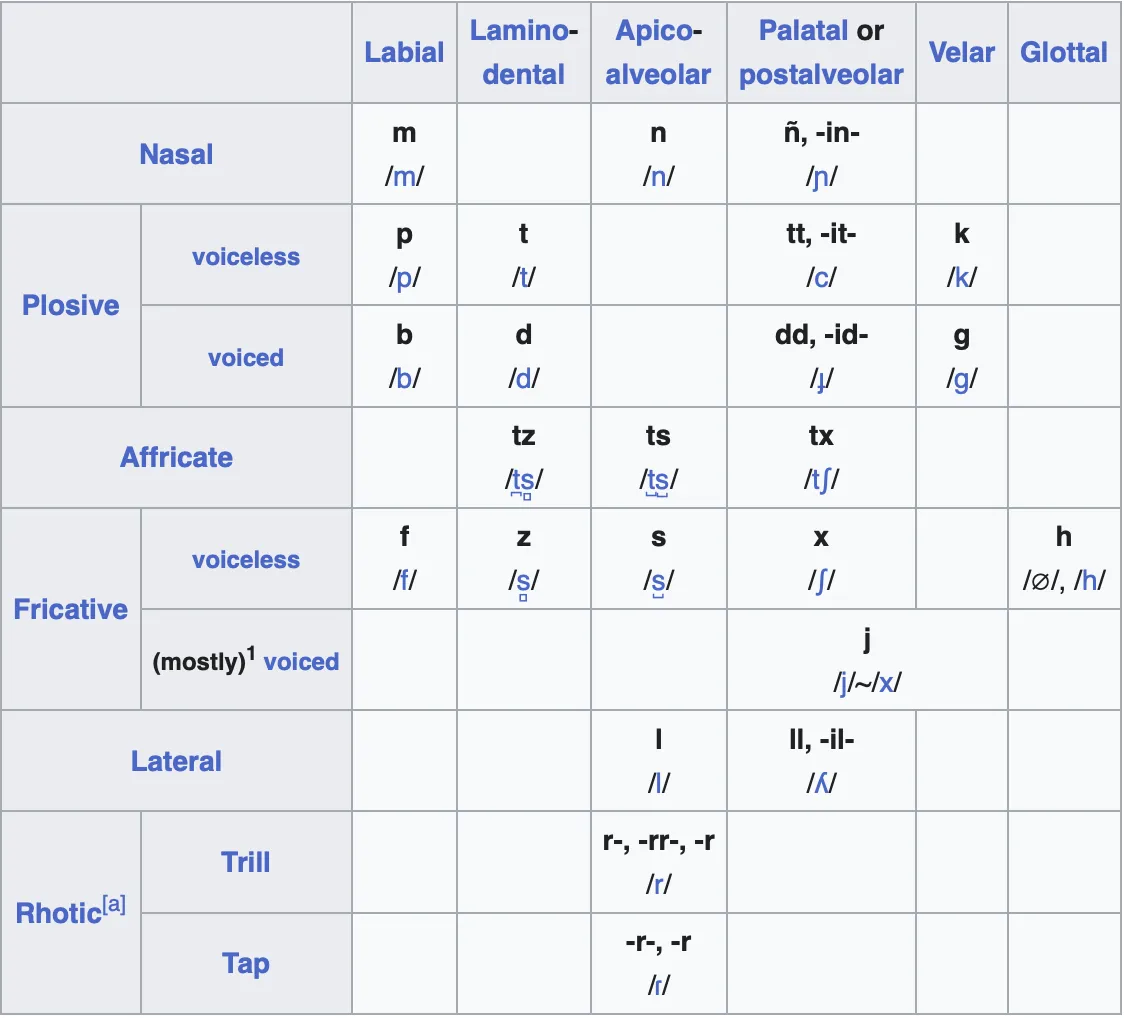 Labial
Lamino-
dental
Apico-
alveolar
Palatal or
postalveolar
Velar
Glottal
Nasal
m
/m/
n
/n/
ñ, -in-
/ɲ/
Plosive
voiceless
p
/p/
t
/t/
tt, -it-
/c/
k
/k/
voiced
b
/b/
d
/d/
dd, -id-
/ɟ/
g
/g/
Affricate
tz
/t̪s̻/
ts
/t̺s̺/
tx
/tʃ/
Fricative
voiceless
f
/f/
z
/s̻/
s
/s̺/
x
/ʃ/
h
/∅/, /h/
(mostly)¹ voiced
j
/j/~/x/
Lateral
l
/l/
ll, -il-
/ʎ/
Rhotic[a]
Trill
r-, -rr-, -r
/r/
Tap
-r-, -r
/ɾ/